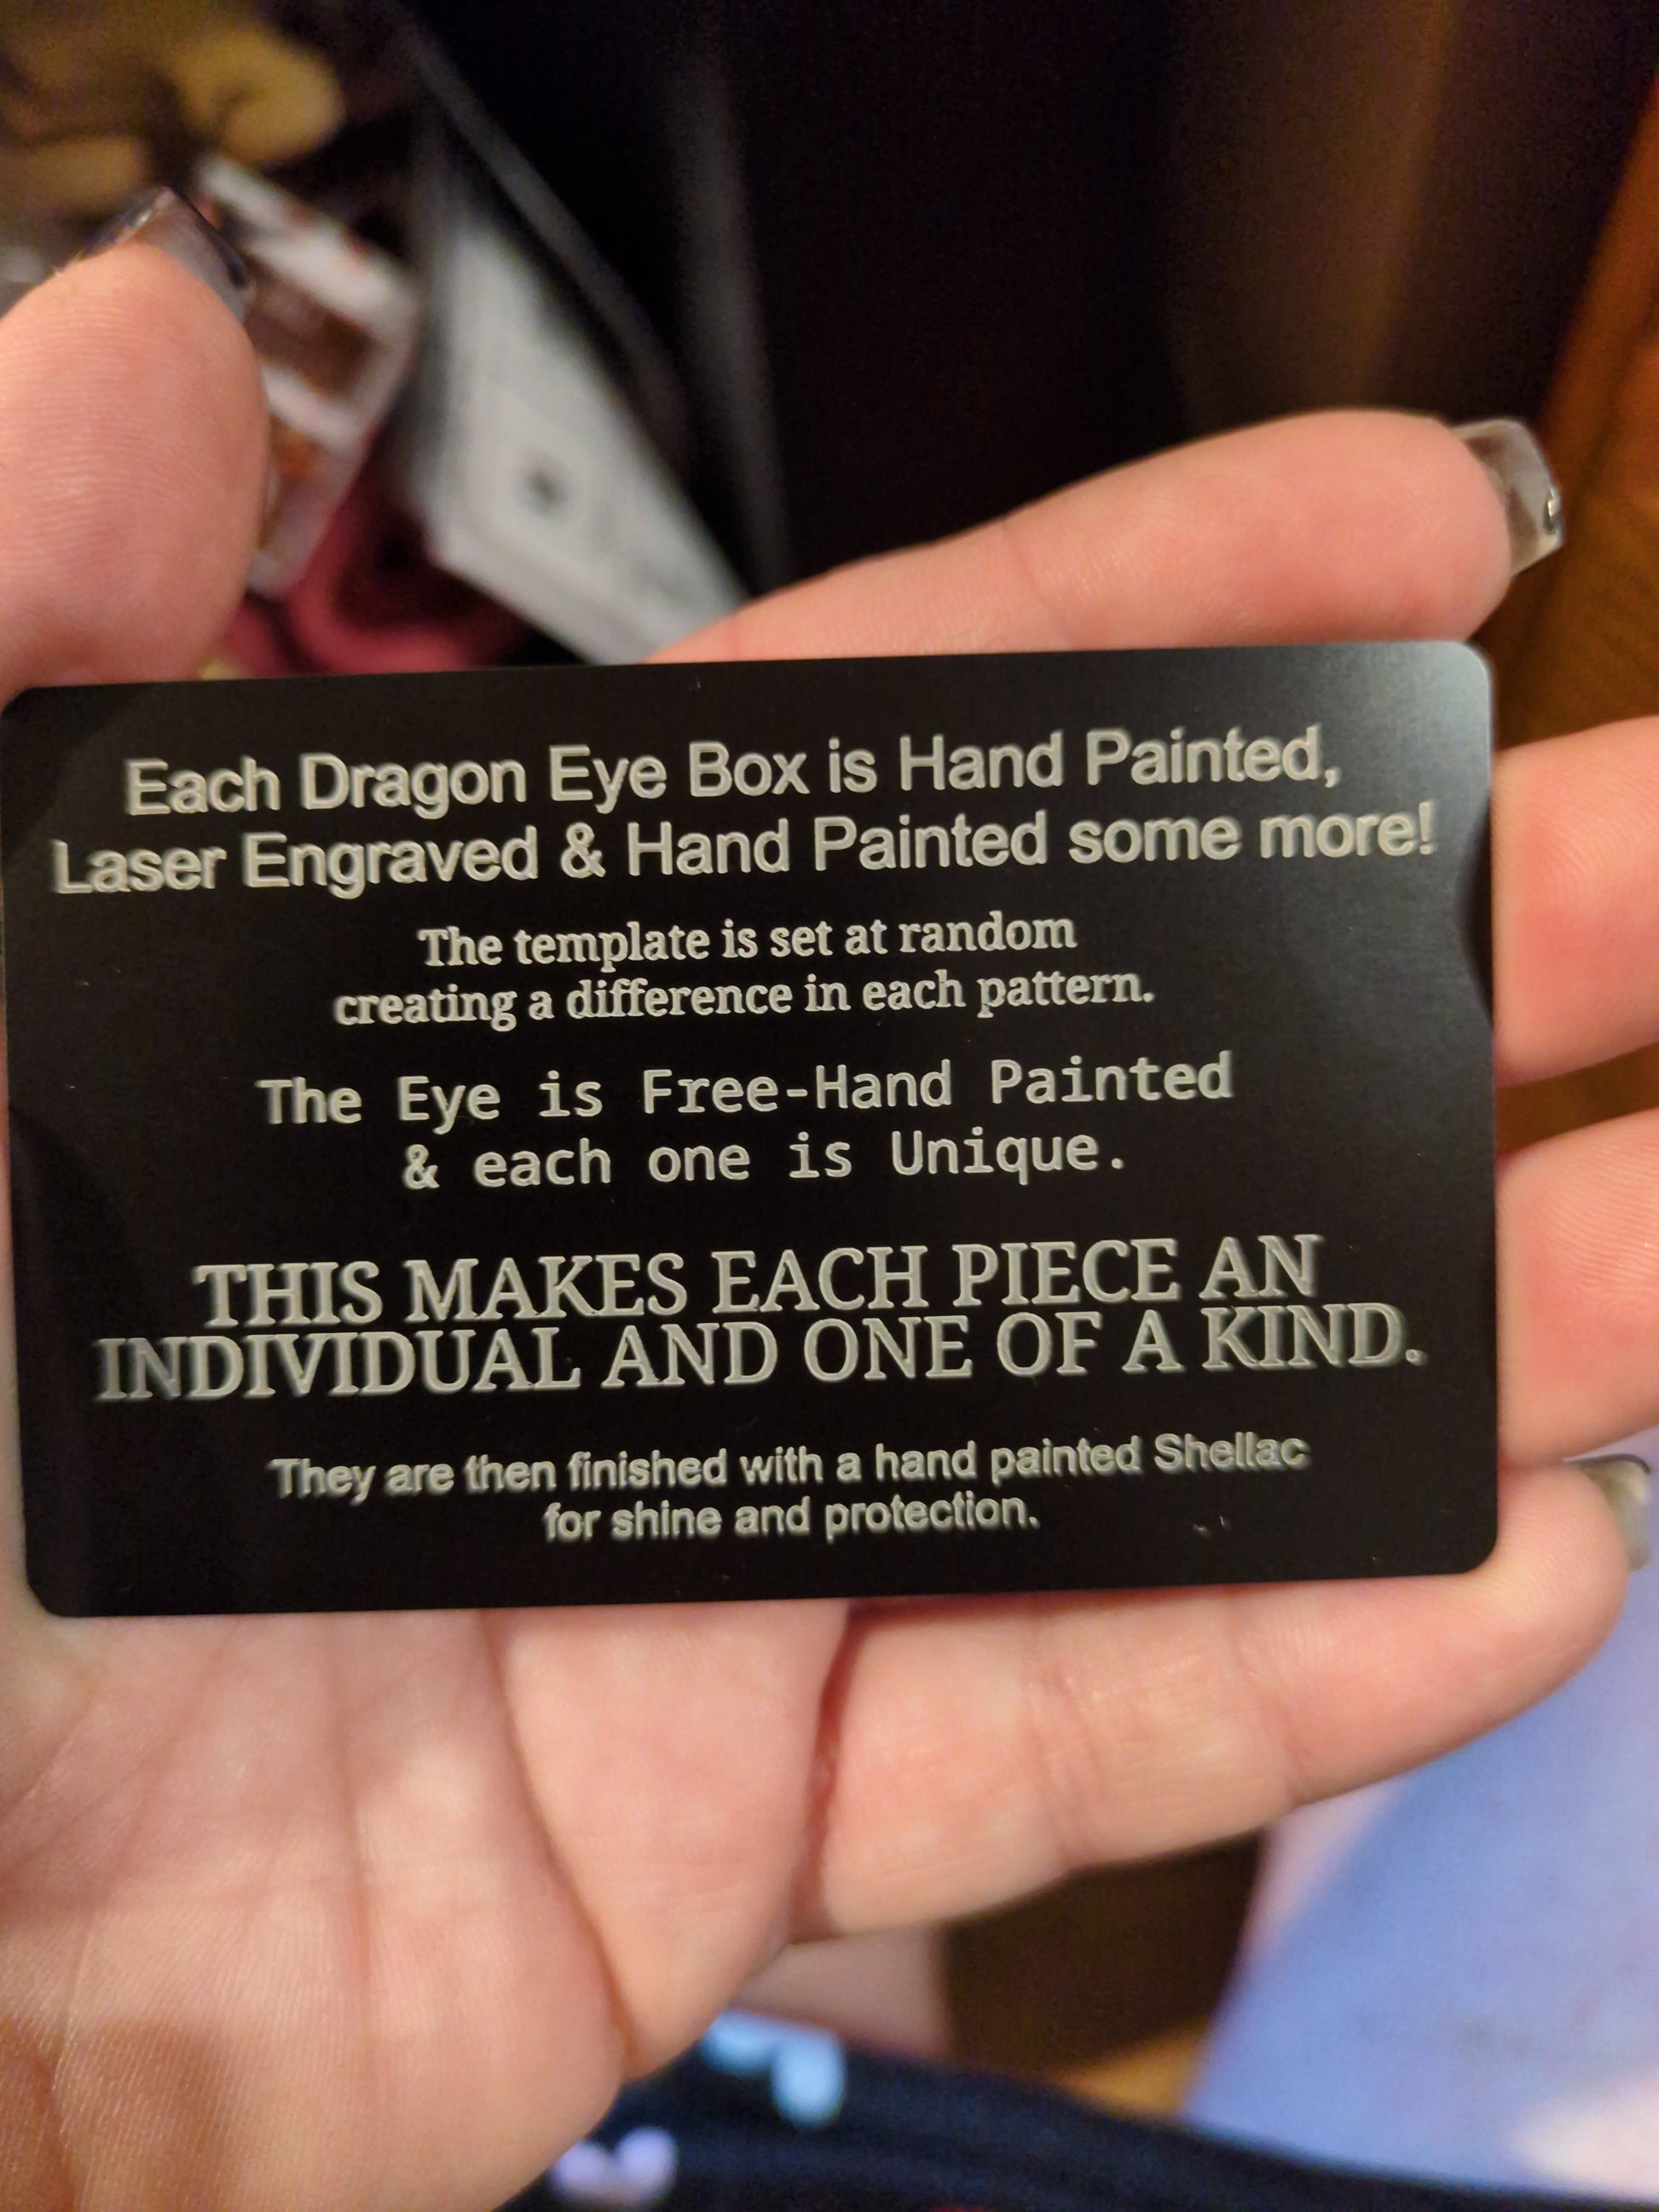 Each Dragon Eye Box is Hand Painted,
Laser Engraved & Hand Painted some more!
The template is set at random
creating a difference in each pattern.
The Eye is Free-Hand Painted
& each one is Unique.
THIS MAKES EACH PIECE AN
INDIVIDUAL AND ONE OF A KIND.
They are then finished with a hand painted Shellac
for shine and protection.